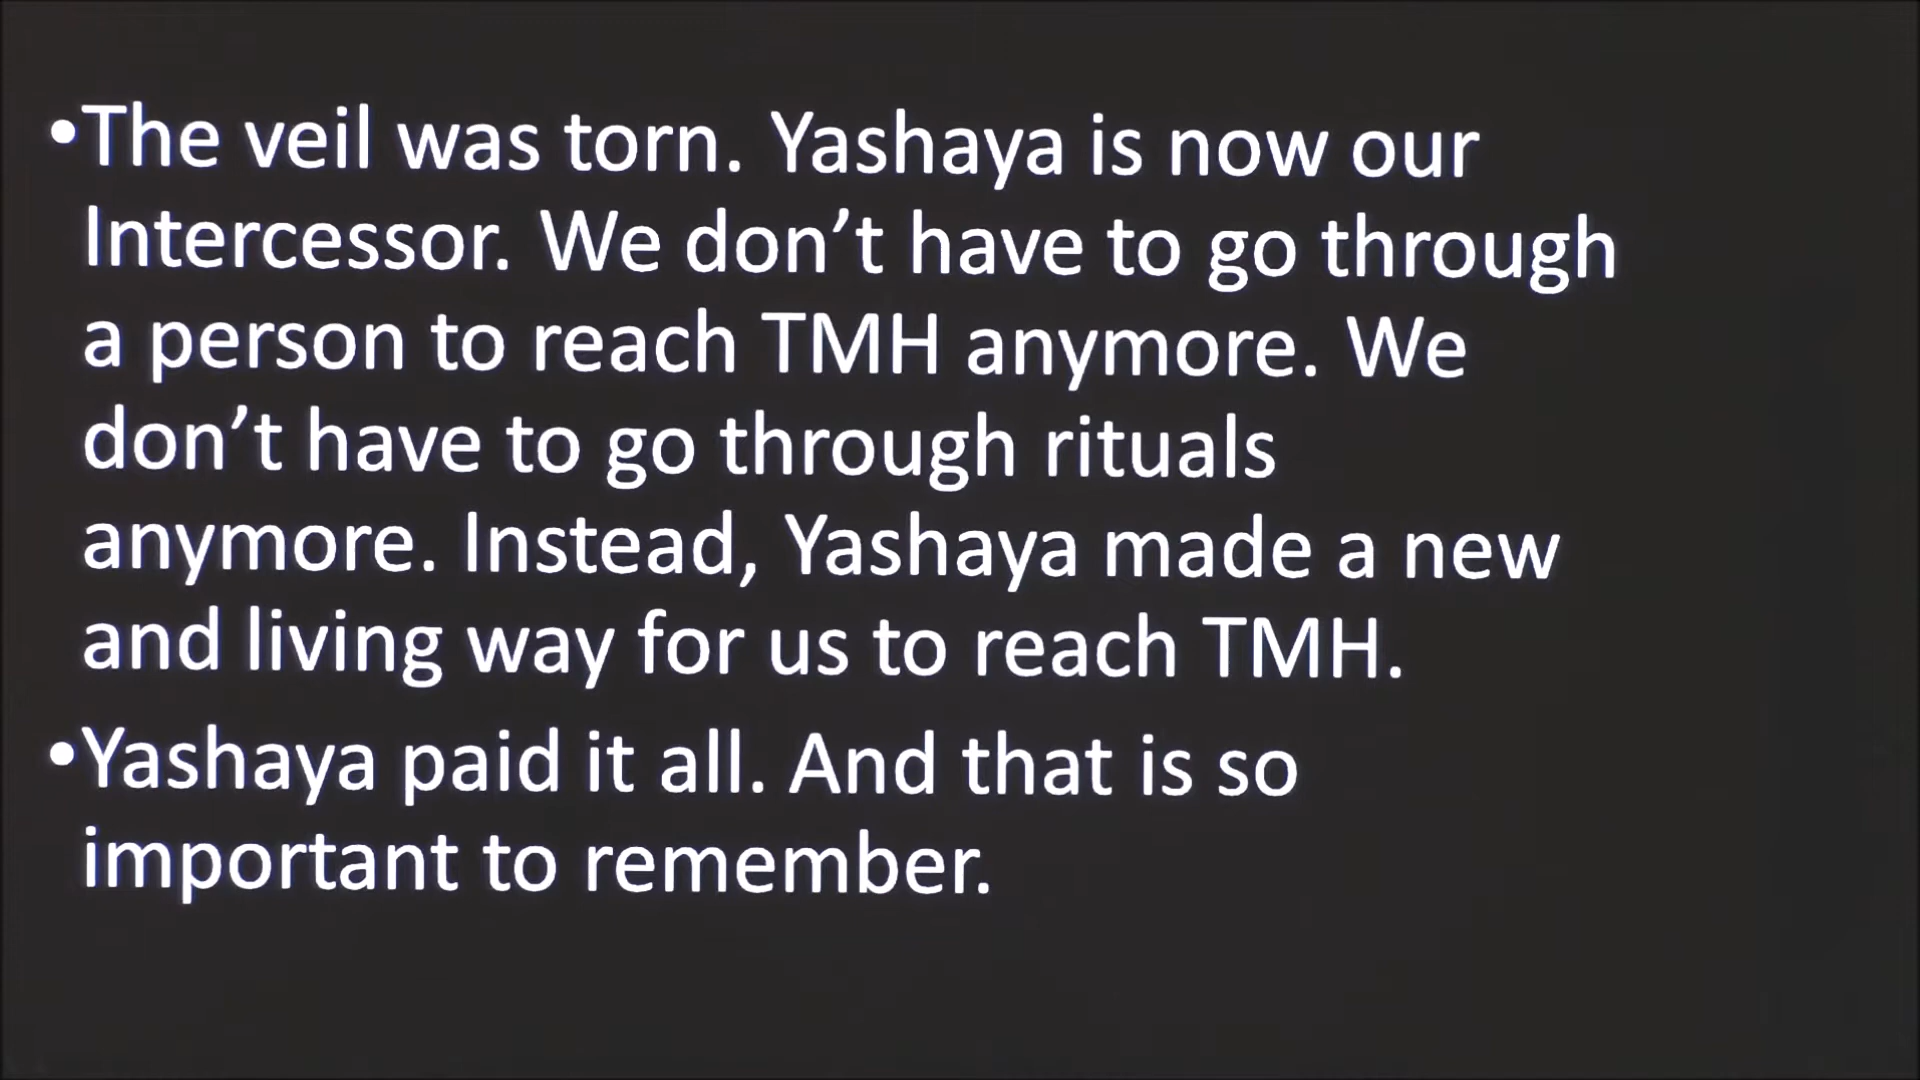 •The veil was torn. Yashaya is now our
Intercessor. We don’t have to go through
a person to reach TMH anymore. We
don’t have to go through rituals
anymore. Instead, Yashaya made a new
and living way for us to reach TMH.
•Yashaya paid it all. And that is so
important to remember.